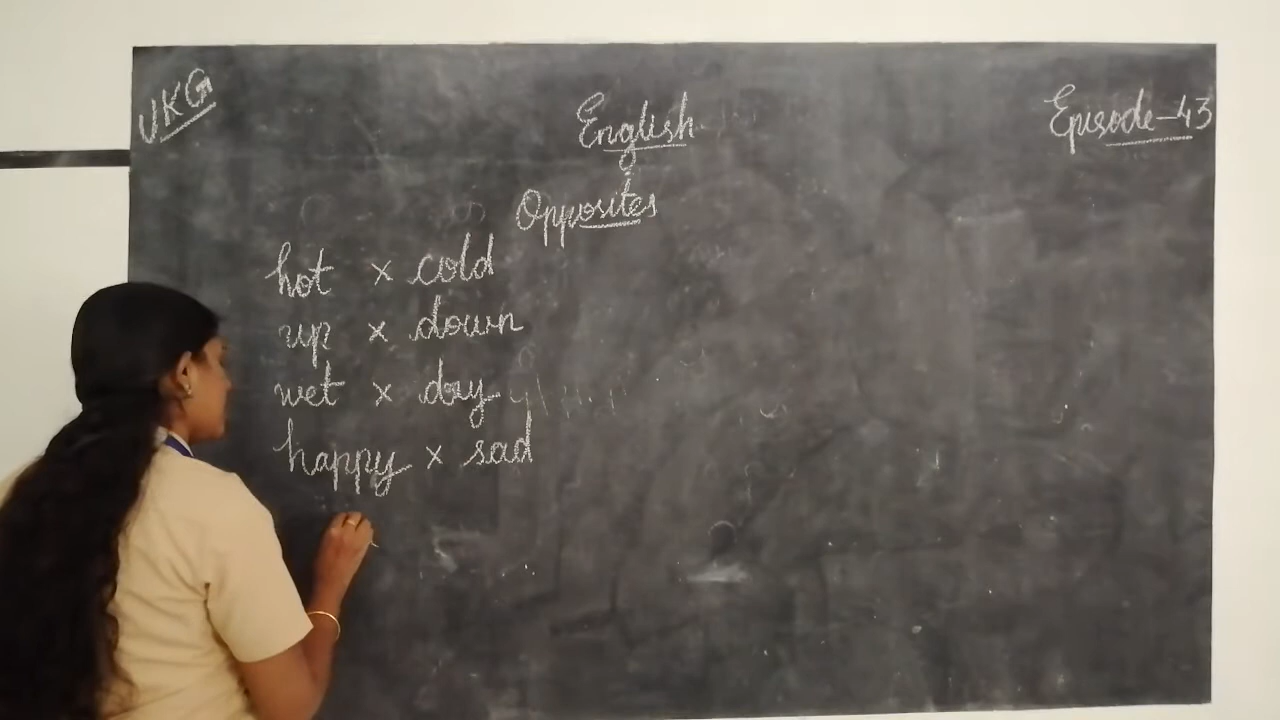 UKG
English
Episode-43
Opposites
hot × cold
up × down
wet × dry
happy × sad